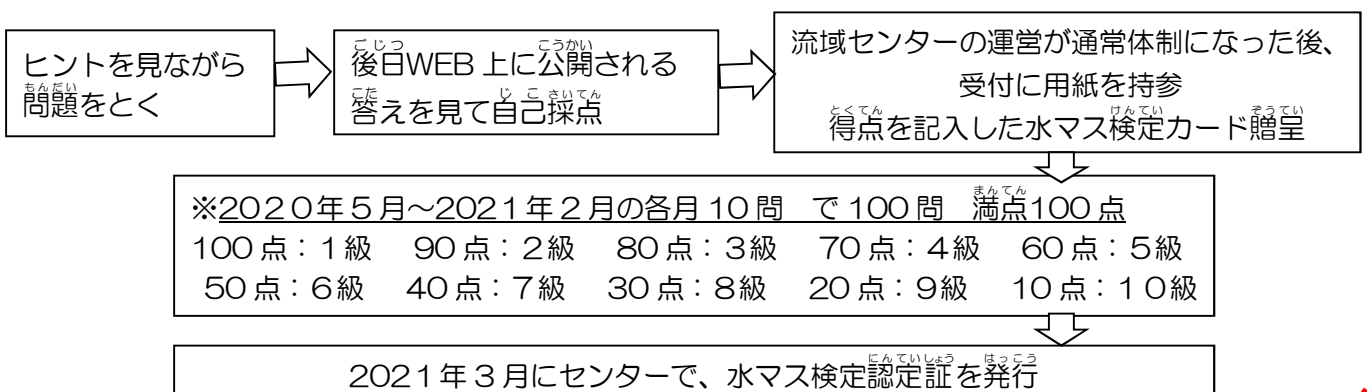 ヒントを見ながら
問題をとく
後日WEB上に公開される
答えを見て自己採点
流域センターの運営が通常体制になった後、
受付に用紙を持参
得点を記入した水マス検定カード贈呈
※2020年5月~2021年2月の各月10問 で100問 満点100点
100点:1級 90点:2級 80点:3級 70点:4級 60点:5級
50点:6級 40点:7級 30点:8級 20点:9級 10点:10級
2021年3月にセンターで、水マス検定認定証を発行